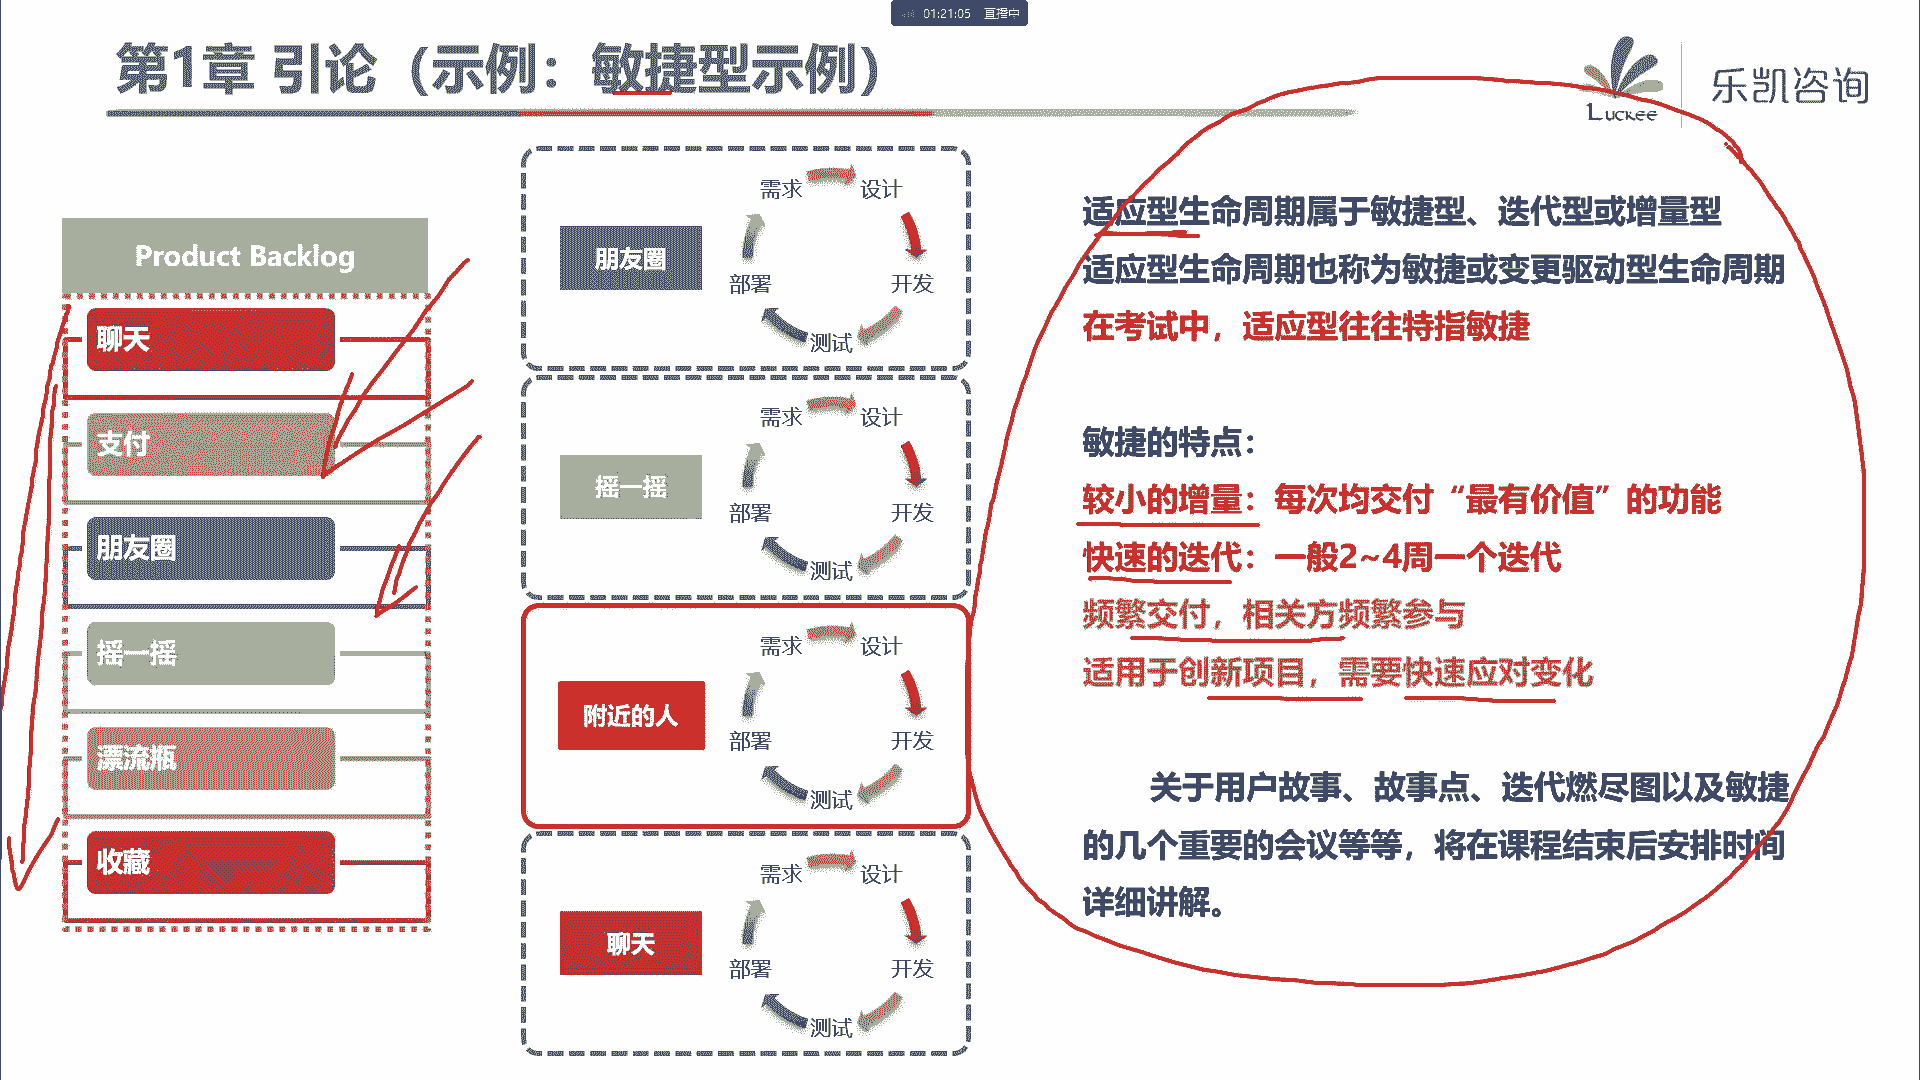 01:21:05 直播中
第1章 引论（示例：敏捷型示例）
Luckee
乐凯咨询
Product Backlog
聊天
支付
朋友圈
摇一摇
漂流瓶
收藏
朋友圈
需求
设计
开发
测试
部署
摇一摇
需求
设计
开发
测试
部署
附近的人
需求
设计
开发
测试
部署
聊天
需求
设计
开发
测试
部署
适应型生命周期属于敏捷型、迭代型或增量型
适应型生命周期也称为敏捷或变更驱动型生命周期
在考试中，适应型往往特指敏捷
敏捷的特点：
较小的增量：每次均交付“最有价值”的功能
快速的迭代：一般2~4周一个迭代
频繁交付，相关方频繁参与
适用于创新项目，需要快速应对变化
关于用户故事、故事点、迭代燃尽图以及敏捷
的几个重要的会议等等，将在课程结束后安排时间
详细讲解。